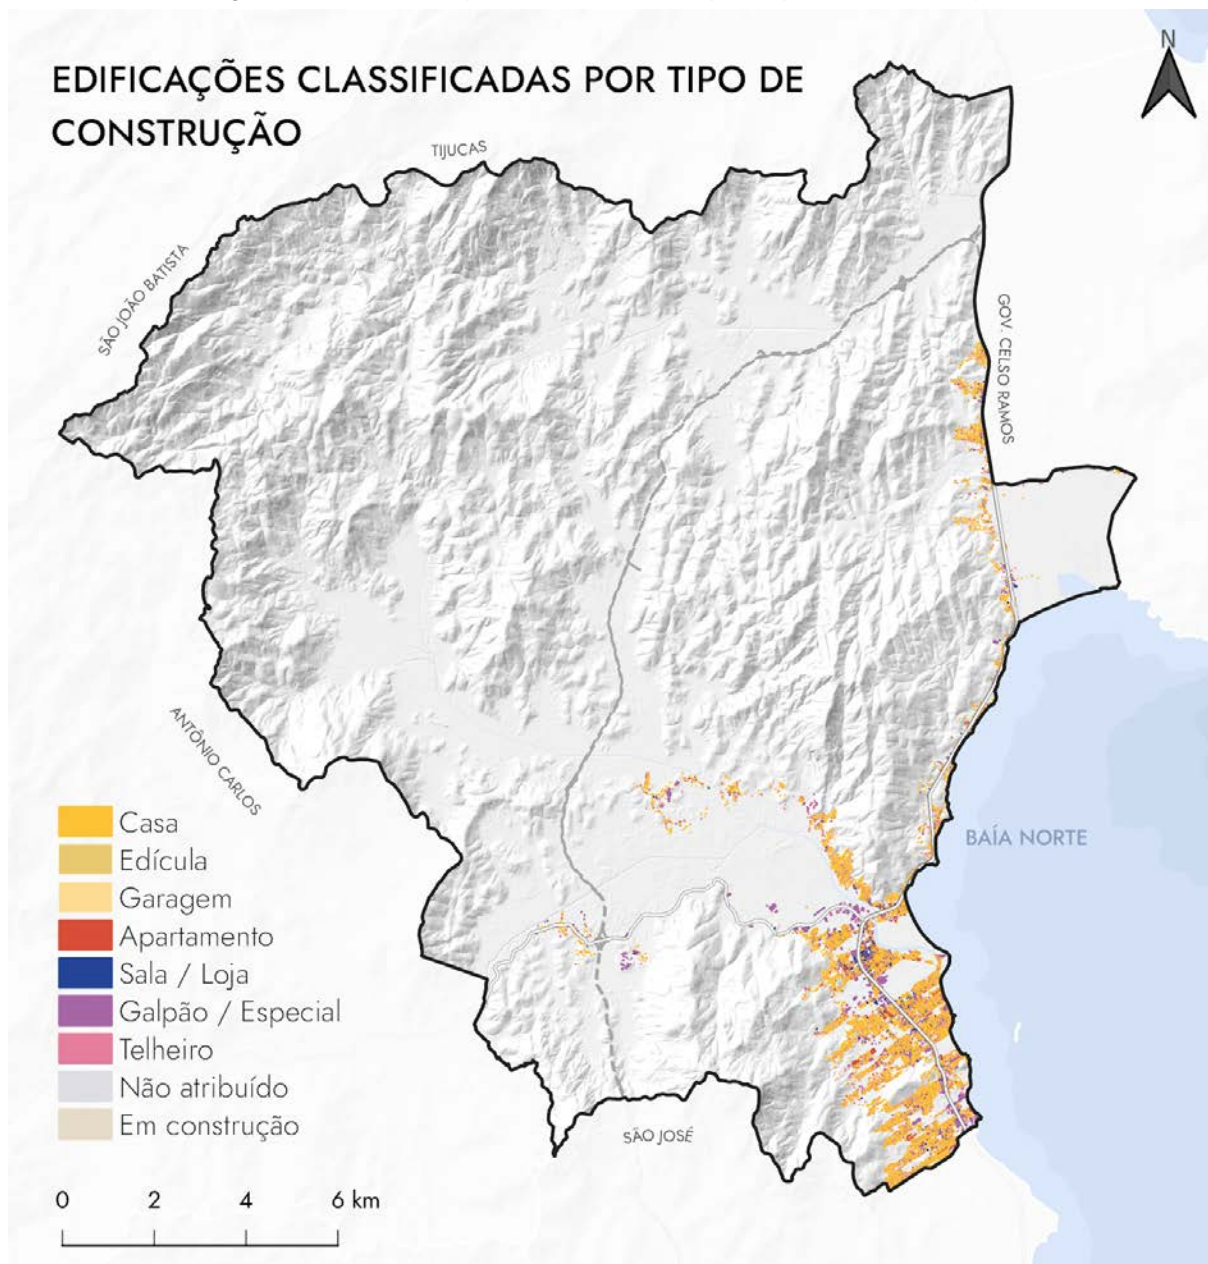 EDIFICAÇÕES CLASSIFICADAS POR TIPO DE
CONSTRUÇÃO
N
TIJUCAS
SÃO JOÃO BATISTA
GOV. CELSO RAMOS
ANTÔNIO CARLOS
BAÍA NORTE
SÃO JOSÉ
Casa
Edícula
Garagem
Apartamento
Sala / Loja
Galpão / Especial
Telheiro
Não atribuído
Em construção
0 2 4 6 km